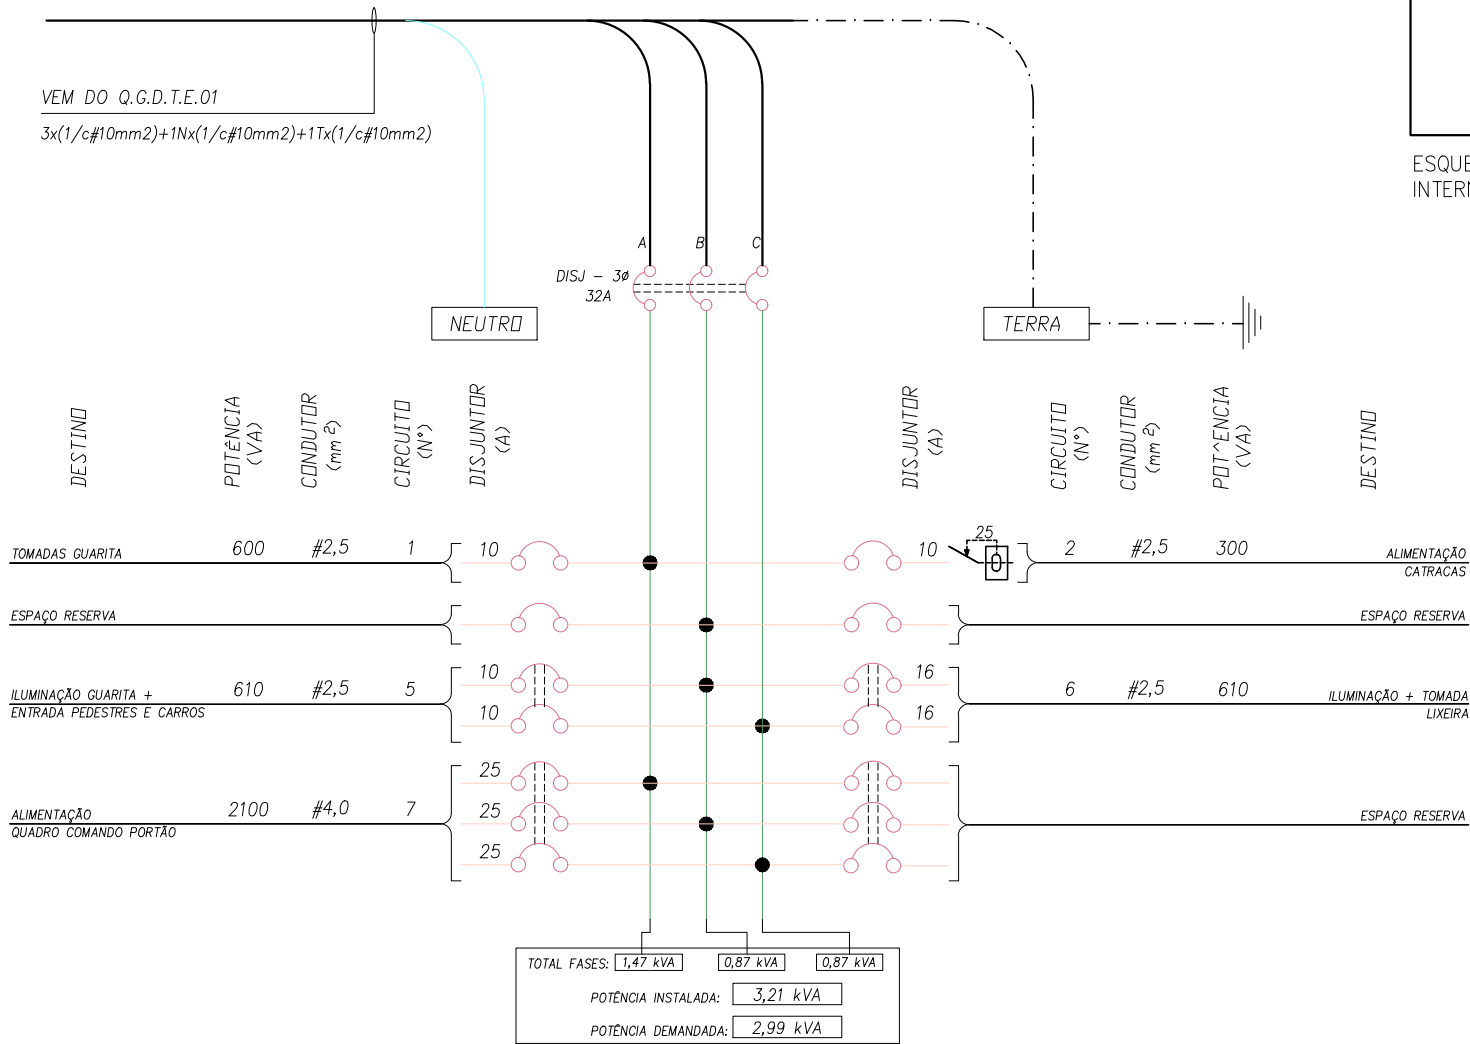 VEM DO Q.G.D.T.E.01
3x(1/c#10mm2)+1Nx(1/c#10mm2)+1Tx(1/c#10mm2)
ESQUE
INTERN
A B C
DISJ - 3ø
32A
NEUTRO
TERRA
DESTINO
POTÊNCIA
(VA)
CONDUTOR
(mm²)
CIRCUITO
(N°)
DISJUNTOR
(A)
DISJUNTOR
(A)
CIRCUITO
(N°)
CONDUTOR
(mm²)
POT^ENCIA
(VA)
DESTINO
TOMADAS GUARITA 600 #2,5 1 10
10 25 2 #2,5 300 ALIMENTAÇÃO
CATRACAS
ESPAÇO RESERVA
ESPAÇO RESERVA
ILUMINAÇÃO GUARITA +
ENTRADA PEDESTRES E CARROS
610 #2,5 5 10
10
16
16
6 #2,5 610 ILUMINAÇÃO + TOMADA
LIXEIRA
ALIMENTAÇÃO
QUADRO COMANDO PORTÃO
2100 #4,0 7 25
25
25
ESPAÇO RESERVA
TOTAL FASES: 1,47 kVA 0,87 kVA 0,87 kVA
POTÊNCIA INSTALADA: 3,21 kVA
POTÊNCIA DEMANDADA: 2,99 kVA